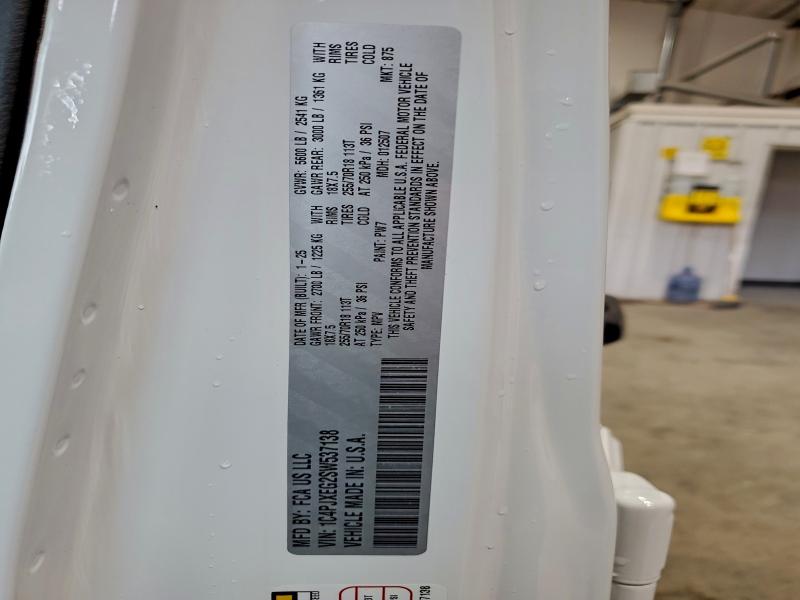 MFD BY: FCA US LLC
DATE OF MFR (BUILT): 1-25 GVWR: 5600 LB / 2541 KG
GAWR FRONT: 2700 LB / 1225 KG WITH GAWR REAR: 3000 LB / 1361 KG WITH
18X7.5 RIMS 18X7.5 RIMS
255/70R18 113T TIRES 255/70R18 113T TIRES
AT 250 kPa / 36 PSI COLD AT 250 kPa / 36 PSI COLD
VIN: 1C4PJXEG2SW537138
TYPE: MPV PAINT: PW7 MDH: 012507 MKT: 875
VEHICLE MADE IN: U.S.A.
THIS VEHICLE CONFORMS TO ALL APPLICABLE U.S.A. FEDERAL MOTOR VEHICLE
SAFETY AND THEFT PREVENTION STANDARDS IN EFFECT ON THE DATE OF
MANUFACTURE SHOWN ABOVE.
7138